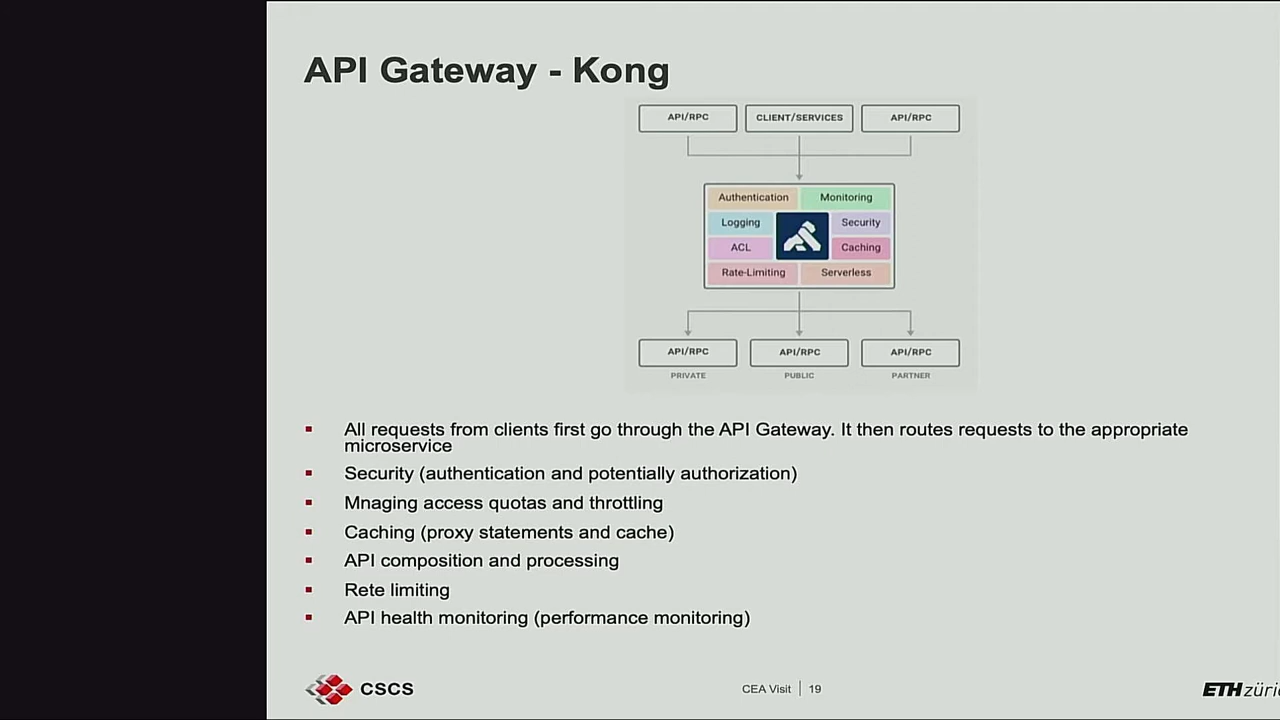 API Gateway - Kong
API/RPC CLIENT/SERVICES API/RPC
Authentication Monitoring
Logging Security
ACL Caching
Rate-Limiting Serverless
API/RPC API/RPC API/RPC
PRIVATE PUBLIC PARTNER
All requests from clients first go through the API Gateway. It then routes requests to the appropriate
microservice
Security (authentication and potentially authorization)
Mnaging access quotas and throttling
Caching (proxy statements and cache)
API composition and processing
Rete limiting
API health monitoring (performance monitoring)
CSCS CEA Visit 19 ETH züri